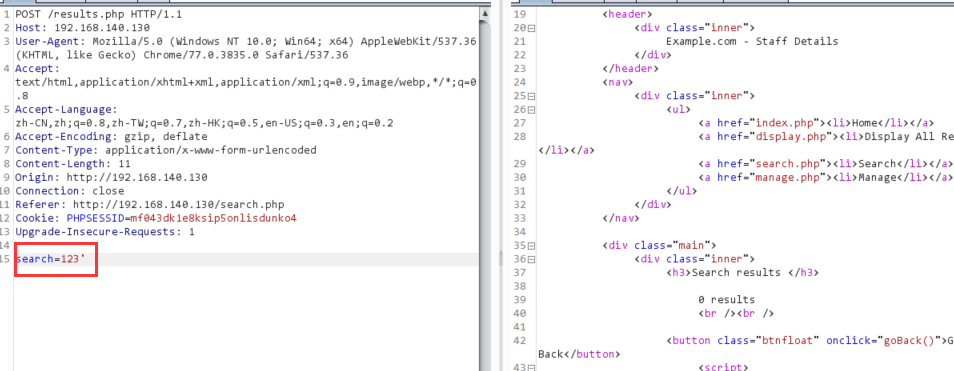 1 POST /results.php HTTP/1.1
2 Host: 192.168.140.130
3 User-Agent: Mozilla/5.0 (Windows NT 10.0; Win64; x64) AppleWebKit/537.36
(KHTML, like Gecko) Chrome/77.0.3835.0 Safari/537.36
4 Accept:
text/html,application/xhtml+xml,application/xml;q=0.9,image/webp,*/*;q=0
.8
5 Accept-Language:
zh-CN,zh;q=0.8,zh-TW;q=0.7,zh-HK;q=0.5,en-US;q=0.3,en;q=0.2
6 Accept-Encoding: gzip, deflate
7 Content-Type: application/x-www-form-urlencoded
8 Content-Length: 11
9 Origin: http://192.168.140.130
10 Connection: close
11 Referer: http://192.168.140.130/search.php
12 Cookie: PHPSESSID=mf043dk1e8ksip5onlisdunko4
13 Upgrade-Insecure-Requests: 1
14
15 search=123'
19 <header>
20 <div class="inner">
21 Example.com - Staff Details
22 </div>
23 </header>
24 <nav>
25 <div class="inner">
26 <ul>
27 <a href="index.php"><li>Home</li></a>
28 <a href="display.php"><li>Display All Re
</li></a>
29 <a href="search.php"><li>Search</li></a>
30 <a href="manage.php"><li>Manage</li></a>
31 </ul>
32 </div>
33 </nav>
34
35 <div class="main">
36 <div class="inner">
37 <h3>Search results </h3>
38
39 0 results
40 <br /><br />
41
42 <button class="btnfloat" onclick="goBack()">G
Back</button>
43 <script>